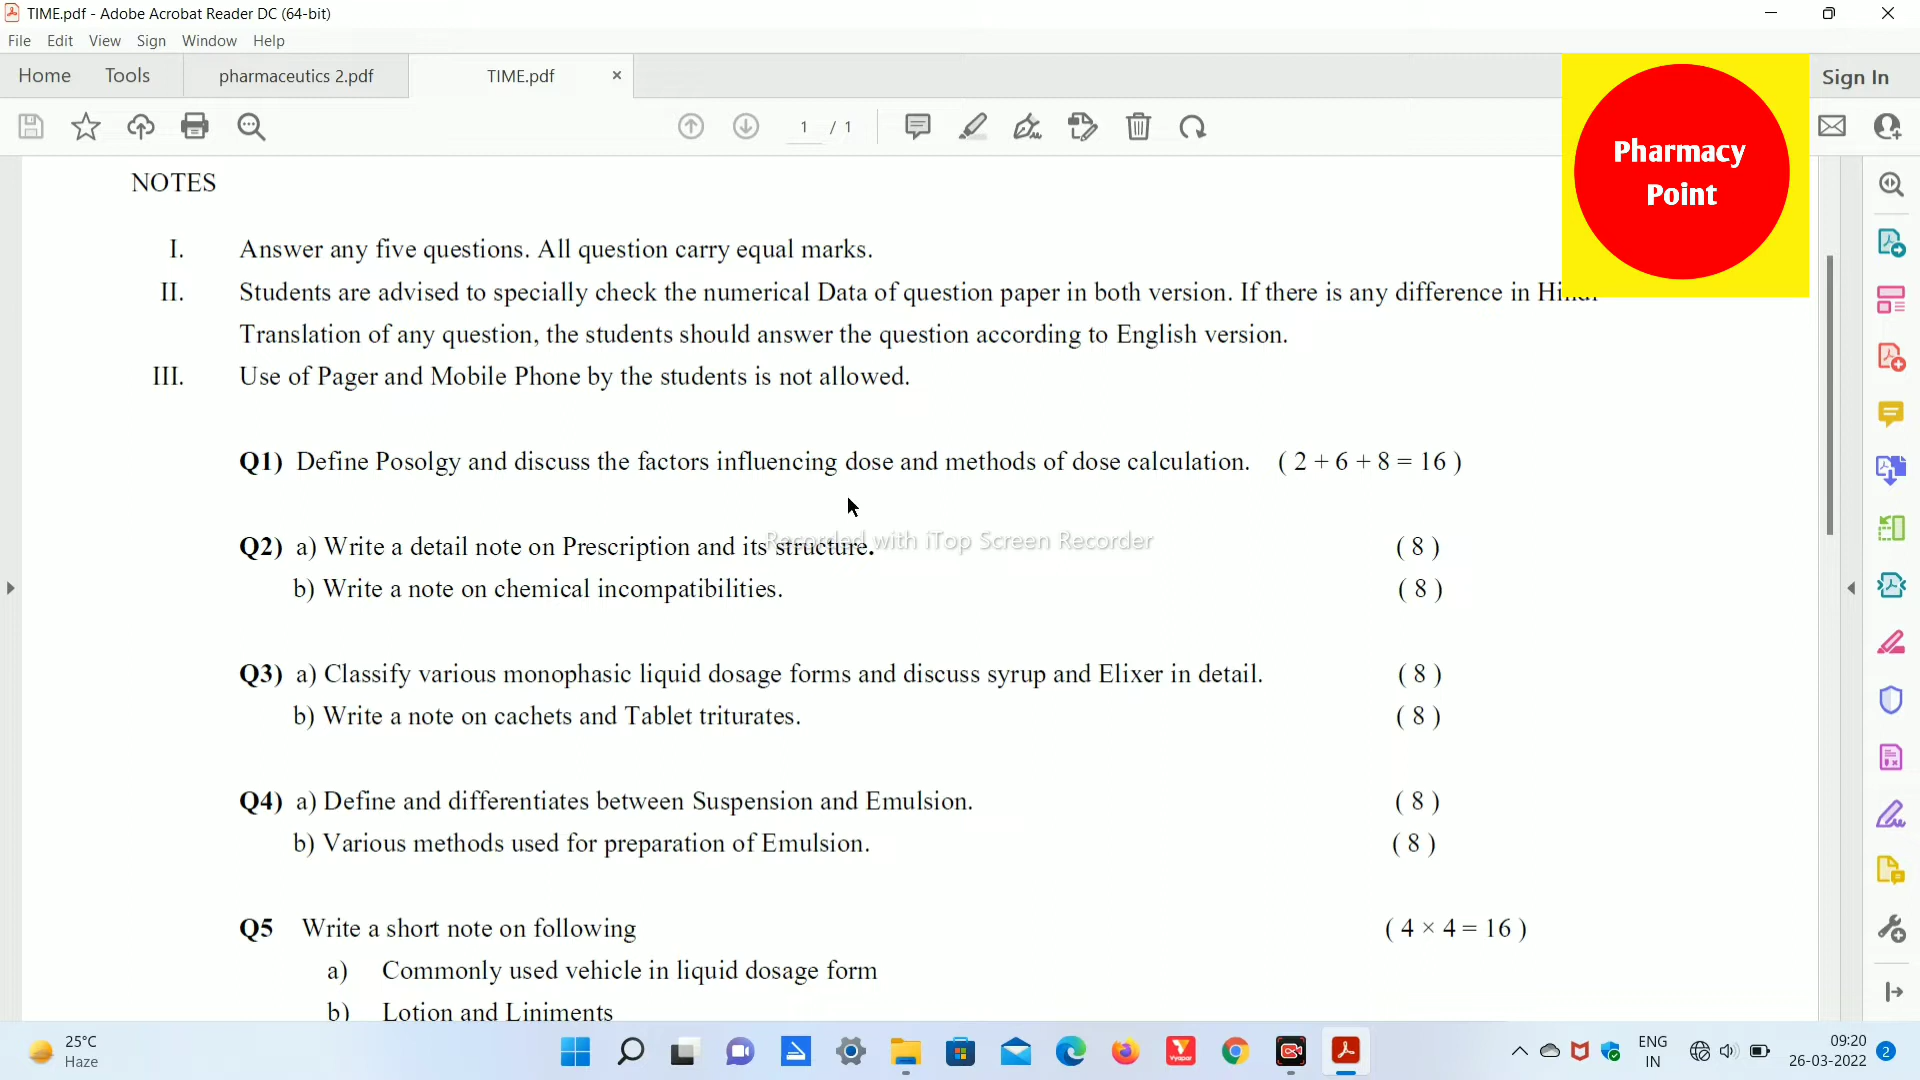 TIME.pdf - Adobe Acrobat Reader DC (64-bit)
File Edit View Sign Window Help
Home Tools pharmaceutics 2.pdf TIME.pdf × Sign In
1 / 1
Pharmacy
Point
NOTES
I. Answer any five questions. All question carry equal marks.
II. Students are advised to specially check the numerical Data of question paper in both version. If there is any difference in
Translation of any question, the students should answer the question according to English version.
III. Use of Pager and Mobile Phone by the students is not allowed.
Q1) Define Posolgy and discuss the factors influencing dose and methods of dose calculation. ( 2 + 6 + 8 = 16 )
Recorded with iTop Screen Recorder
Q2) a) Write a detail note on Prescription and its structure. ( 8 )
b) Write a note on chemical incompatibilities. ( 8 )
Q3) a) Classify various monophasic liquid dosage forms and discuss syrup and Elixer in detail. ( 8 )
b) Write a note on cachets and Tablet triturates. ( 8 )
Q4) a) Define and differentiates between Suspension and Emulsion. ( 8 )
b) Various methods used for preparation of Emulsion. ( 8 )
Q5 Write a short note on following ( 4 × 4 = 16 )
a) Commonly used vehicle in liquid dosage form
b) Lotion and Liniments
25°C
Haze
Vyapar
ENG
IN
09:20
26-03-2022
2